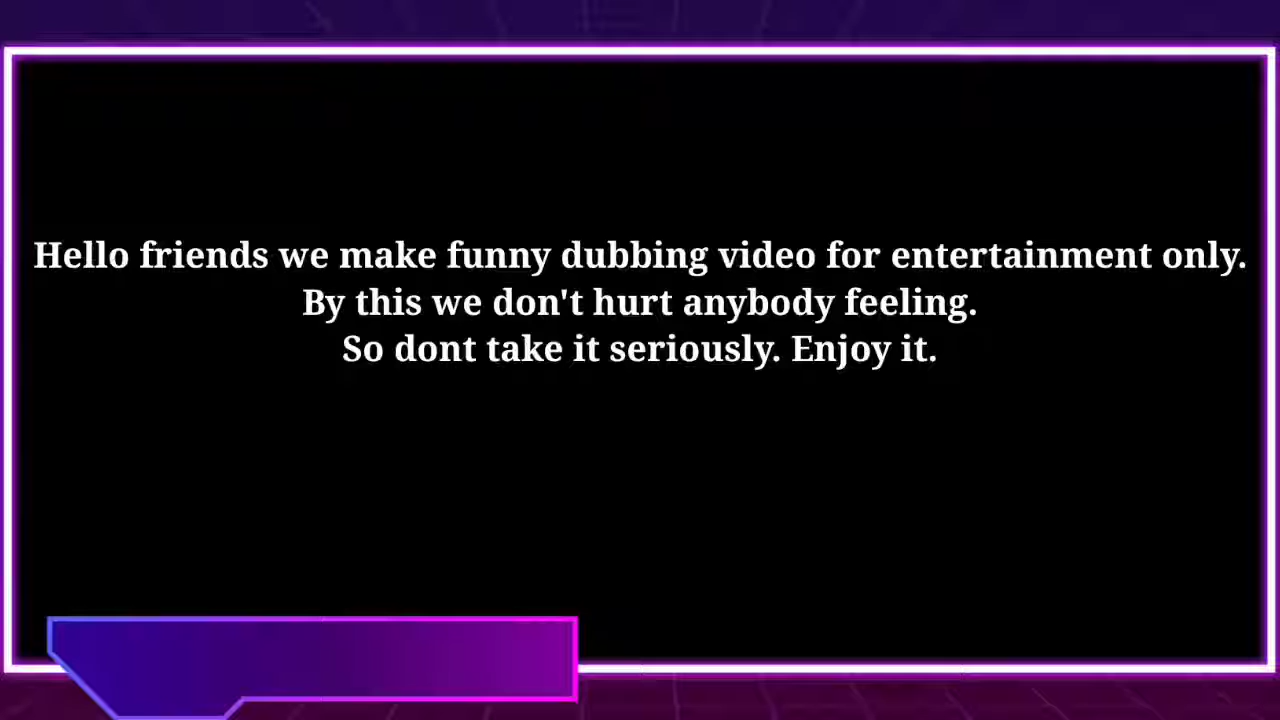 Hello friends we make funny dubbing video for entertainment only.
By this we don't hurt anybody feeling.
So dont take it seriously. Enjoy it.